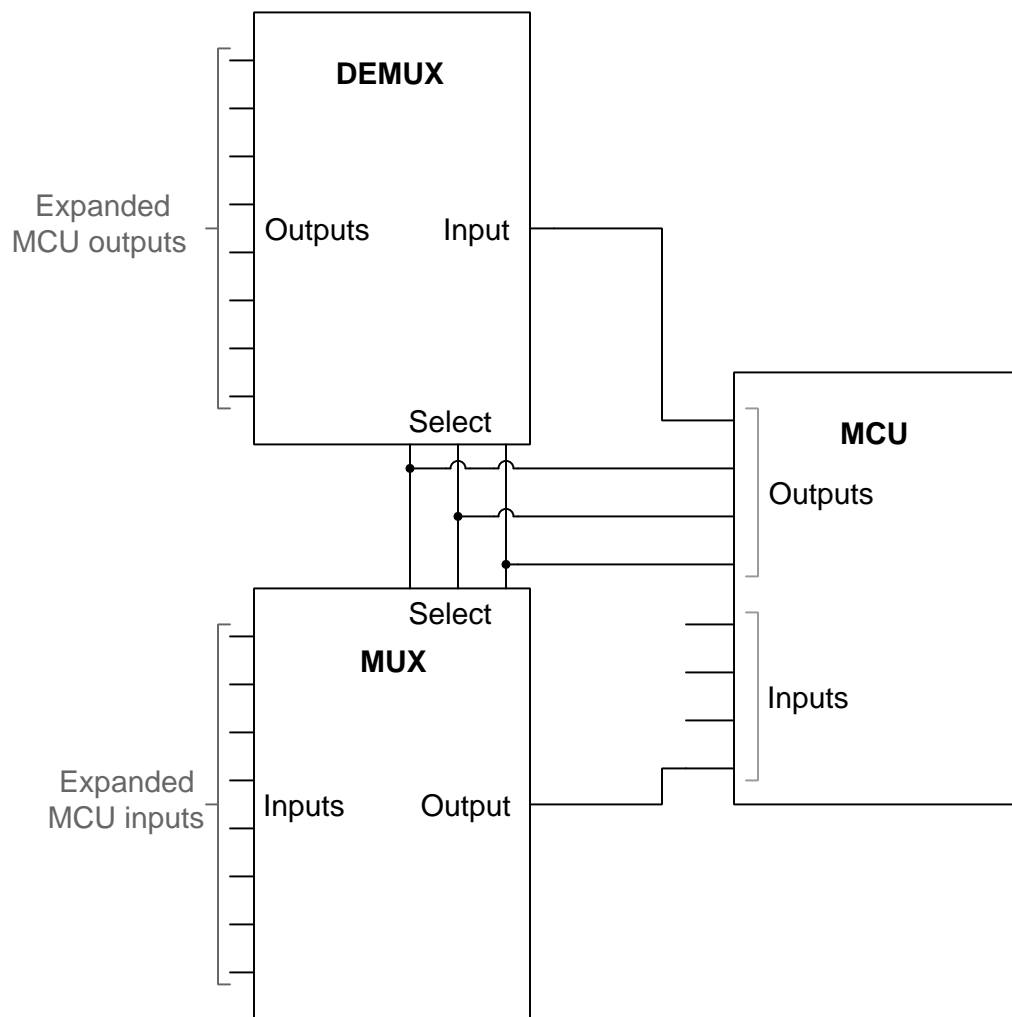 DEMUX
Expanded
MCU outputs
Outputs
Input
Select
MCU
Outputs
Select
MUX
Inputs
Expanded
MCU inputs
Inputs
Output